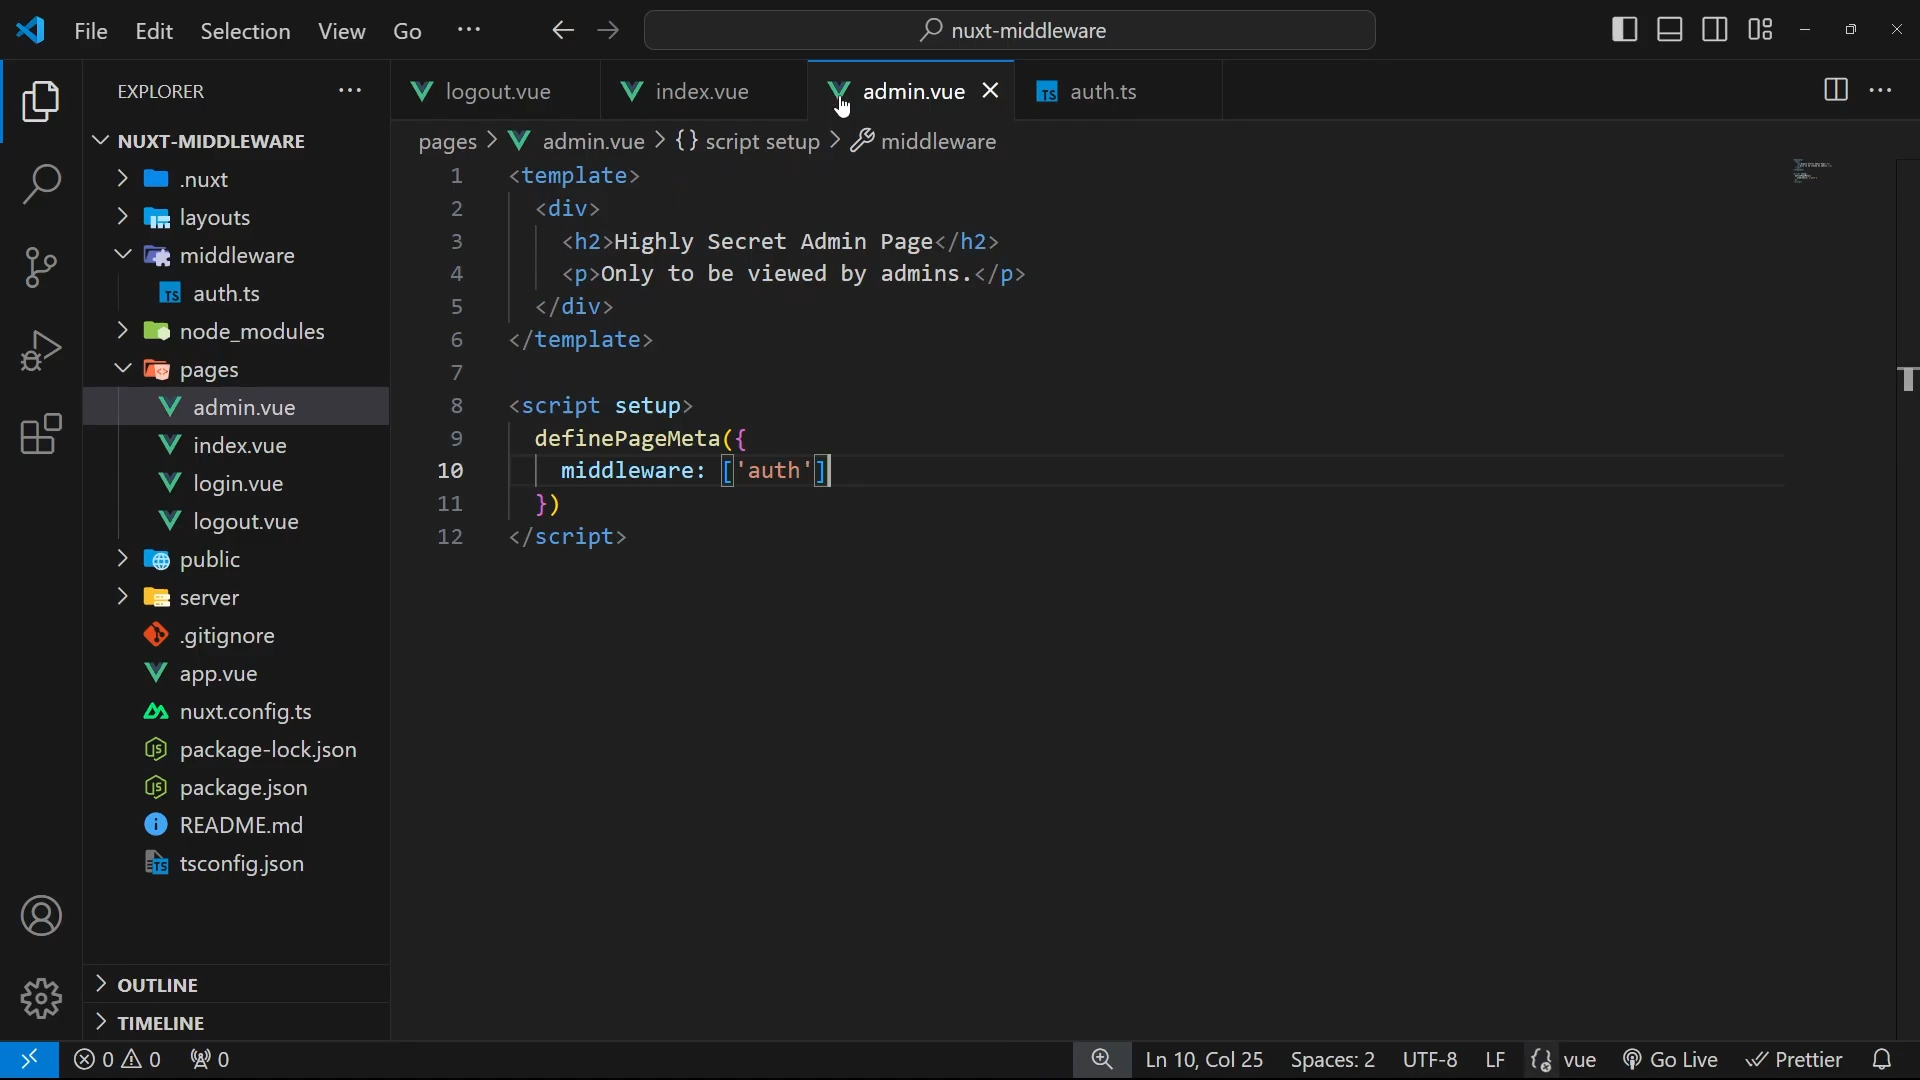 File Edit Selection View Go ··· nuxt-middleware
EXPLORER ···
NUXT-MIDDLEWARE
.nuxt
layouts
middleware
TS auth.ts
node_modules
pages
admin.vue
index.vue
login.vue
logout.vue
public
server
.gitignore
app.vue
nuxt.config.ts
JS package-lock.json
JS package.json
README.md
TS tsconfig.json
OUTLINE
TIMELINE
logout.vue index.vue admin.vue TS auth.ts
pages > admin.vue > {} script setup > middleware
1 <template>
2 <div>
3 <h2>Highly Secret Admin Page</h2>
4 <p>Only to be viewed by admins.</p>
5 </div>
6 </template>
7
8 <script setup>
9 definePageMeta({
10 middleware: ['auth']
11 })
12 </script>
0 0 0 Ln 10, Col 25 Spaces: 2 UTF-8 LF vue Go Live Prettier